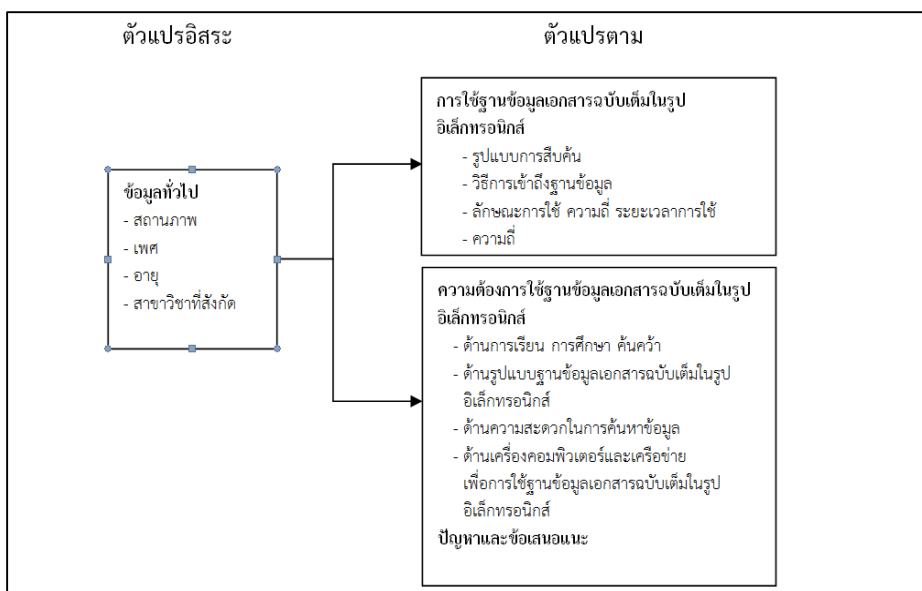 ตัวแปรอิสระ
ตัวแปรตาม
ข้อมูลทั่วไป
- สถานภาพ
- เพศ
- อายุ
- สาขาวิชาที่สังกัด
การใช้ฐานข้อมูลเอกสารฉบับเต็มในรูป
อิเล็กทรอนิกส์
- รูปแบบการสืบค้น
- วิธีการเข้าถึงฐานข้อมูล
- ลักษณะการใช้ ความถี่ ระยะเวลาการใช้
- ความถี่
ความต้องการใช้ฐานข้อมูลเอกสารฉบับเต็มในรูป
อิเล็กทรอนิกส์
- ด้านการเรียน การศึกษา ค้นคว้า
- ด้านรูปแบบฐานข้อมูลเอกสารฉบับเต็มในรูป
อิเล็กทรอนิกส์
- ด้านความสะดวกในการค้นหาข้อมูล
- ด้านเครื่องคอมพิวเตอร์และเครือข่าย
เพื่อการใช้ฐานข้อมูลเอกสารฉบับเต็มในรูป
อิเล็กทรอนิกส์
ปัญหาและข้อเสนอแนะ